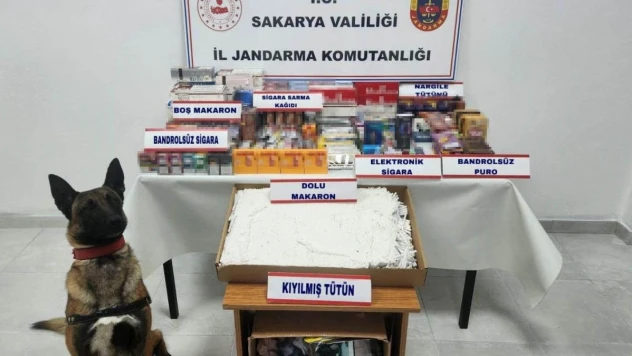 T.C.
SAKARYA VALİLİĞİ
İL JANDARMA KOMUTANLIĞI
NARGİLE
TÜTÜMÜ
SİGARA SARMA
KAĞIDI
BOŞ MAKARON
BANDROLSÜZ SİGARA
ELEKTRONİK
SİGARA
BANDROLSÜZ
PURO
DOLU
MAKARON
KIYILMIŞ TÜTÜN